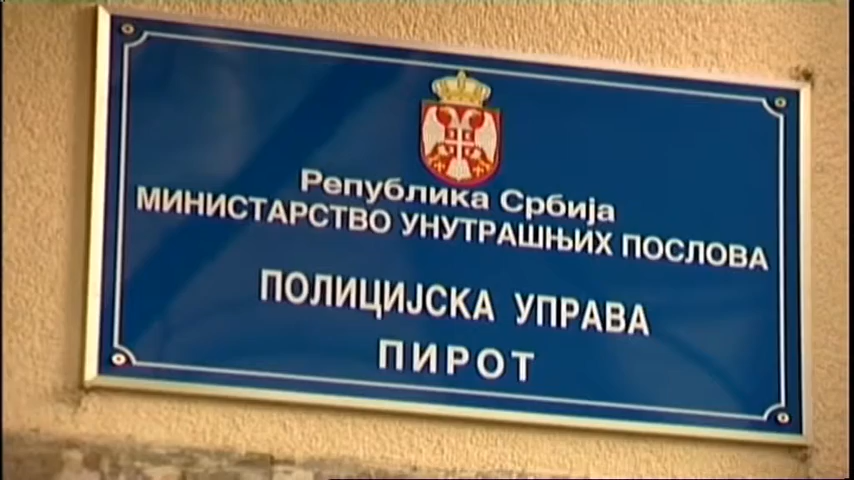 Република Србија
МИНИСТАРСТВО УНУТРАШЊИХ ПОСЛОВА
ПОЛИЦИЈСКА УПРАВА
ПИРОТ